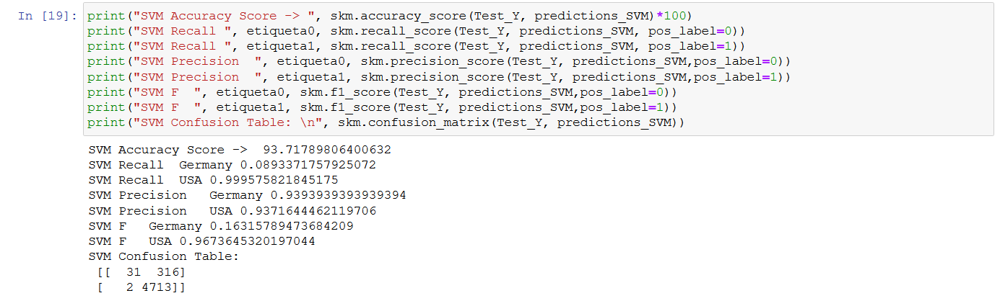 In [19]: print("SVM Accuracy Score -> ", skm.accuracy_score(Test_Y, predictions_SVM)*100)
print("SVM Recall ", etiqueta0, skm.recall_score(Test_Y, predictions_SVM, pos_label=0))
print("SVM Recall ", etiqueta1, skm.recall_score(Test_Y, predictions_SVM, pos_label=1))
print("SVM Precision  ", etiqueta0, skm.precision_score(Test_Y, predictions_SVM,pos_label=0))
print("SVM Precision  ", etiqueta1, skm.precision_score(Test_Y, predictions_SVM,pos_label=1))
print("SVM F  ", etiqueta0, skm.f1_score(Test_Y, predictions_SVM,pos_label=0))
print("SVM F  ", etiqueta1, skm.f1_score(Test_Y, predictions_SVM,pos_label=1))
print("SVM Confusion Table: \n", skm.confusion_matrix(Test_Y, predictions_SVM))
SVM Accuracy Score ->  93.71789806400632
SVM Recall  Germany 0.0893371757925072
SVM Recall  USA 0.999575821845175
SVM Precision   Germany 0.9393939393939394
SVM Precision   USA 0.9371644462119706
SVM F   Germany 0.16315789473684209
SVM F   USA 0.9673645320197044
SVM Confusion Table:
[[  31  316]
[   2 4713]]